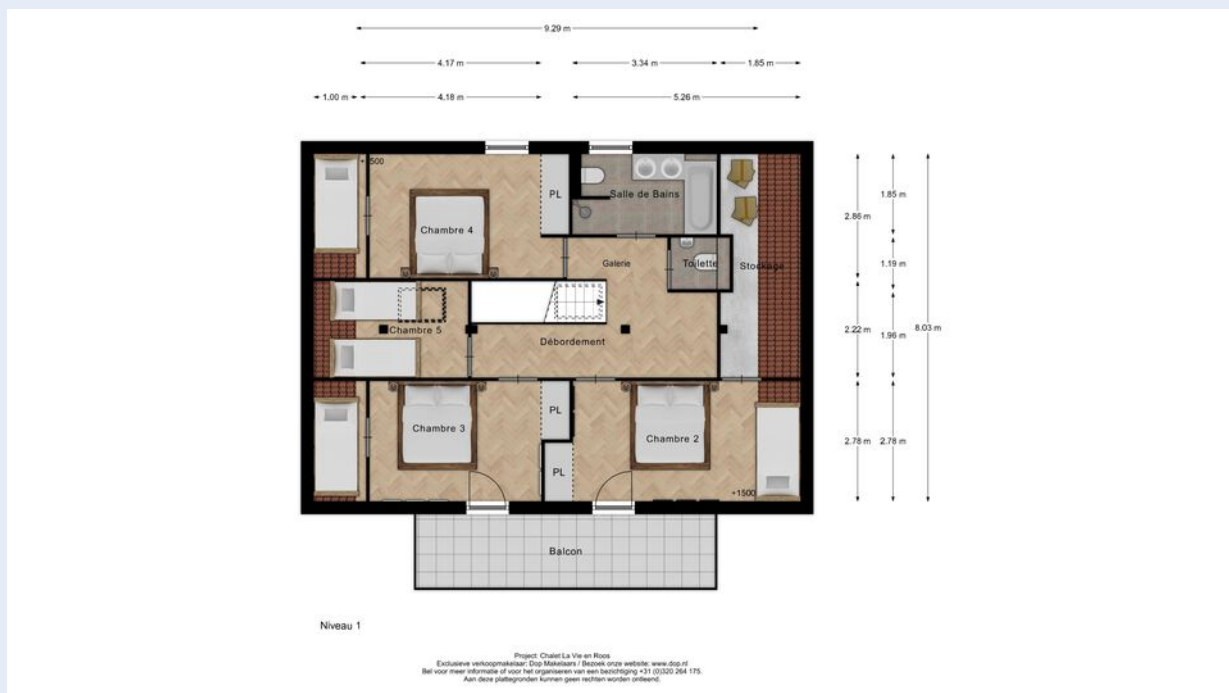 9.29 m
4.17 m 3.34 m 1.85 m
1.00 m 4.18 m 5.26 m
+1500
PL
Salle de Bains
1.85 m
2.86 m
Chambre 4
Galerie
Toilette
Stockage
1.19 m
Chambre 5
Débordement
2.22 m
1.96 m
8.03 m
Chambre 3
PL
Chambre 2
2.78 m 2.78 m
PL
+1500
Balcon
Niveau 1
Project: Chalet La Vie en Roos
Exclusieve verkoopmakelaar: Dop Makelaars / Bezoek onze website: www.dop.nl
Bel voor meer informatie of voor het organiseren van een bezichtiging +31 (0)320 264 175.
Aan deze plattegronden kunnen geen rechten worden ontleend.